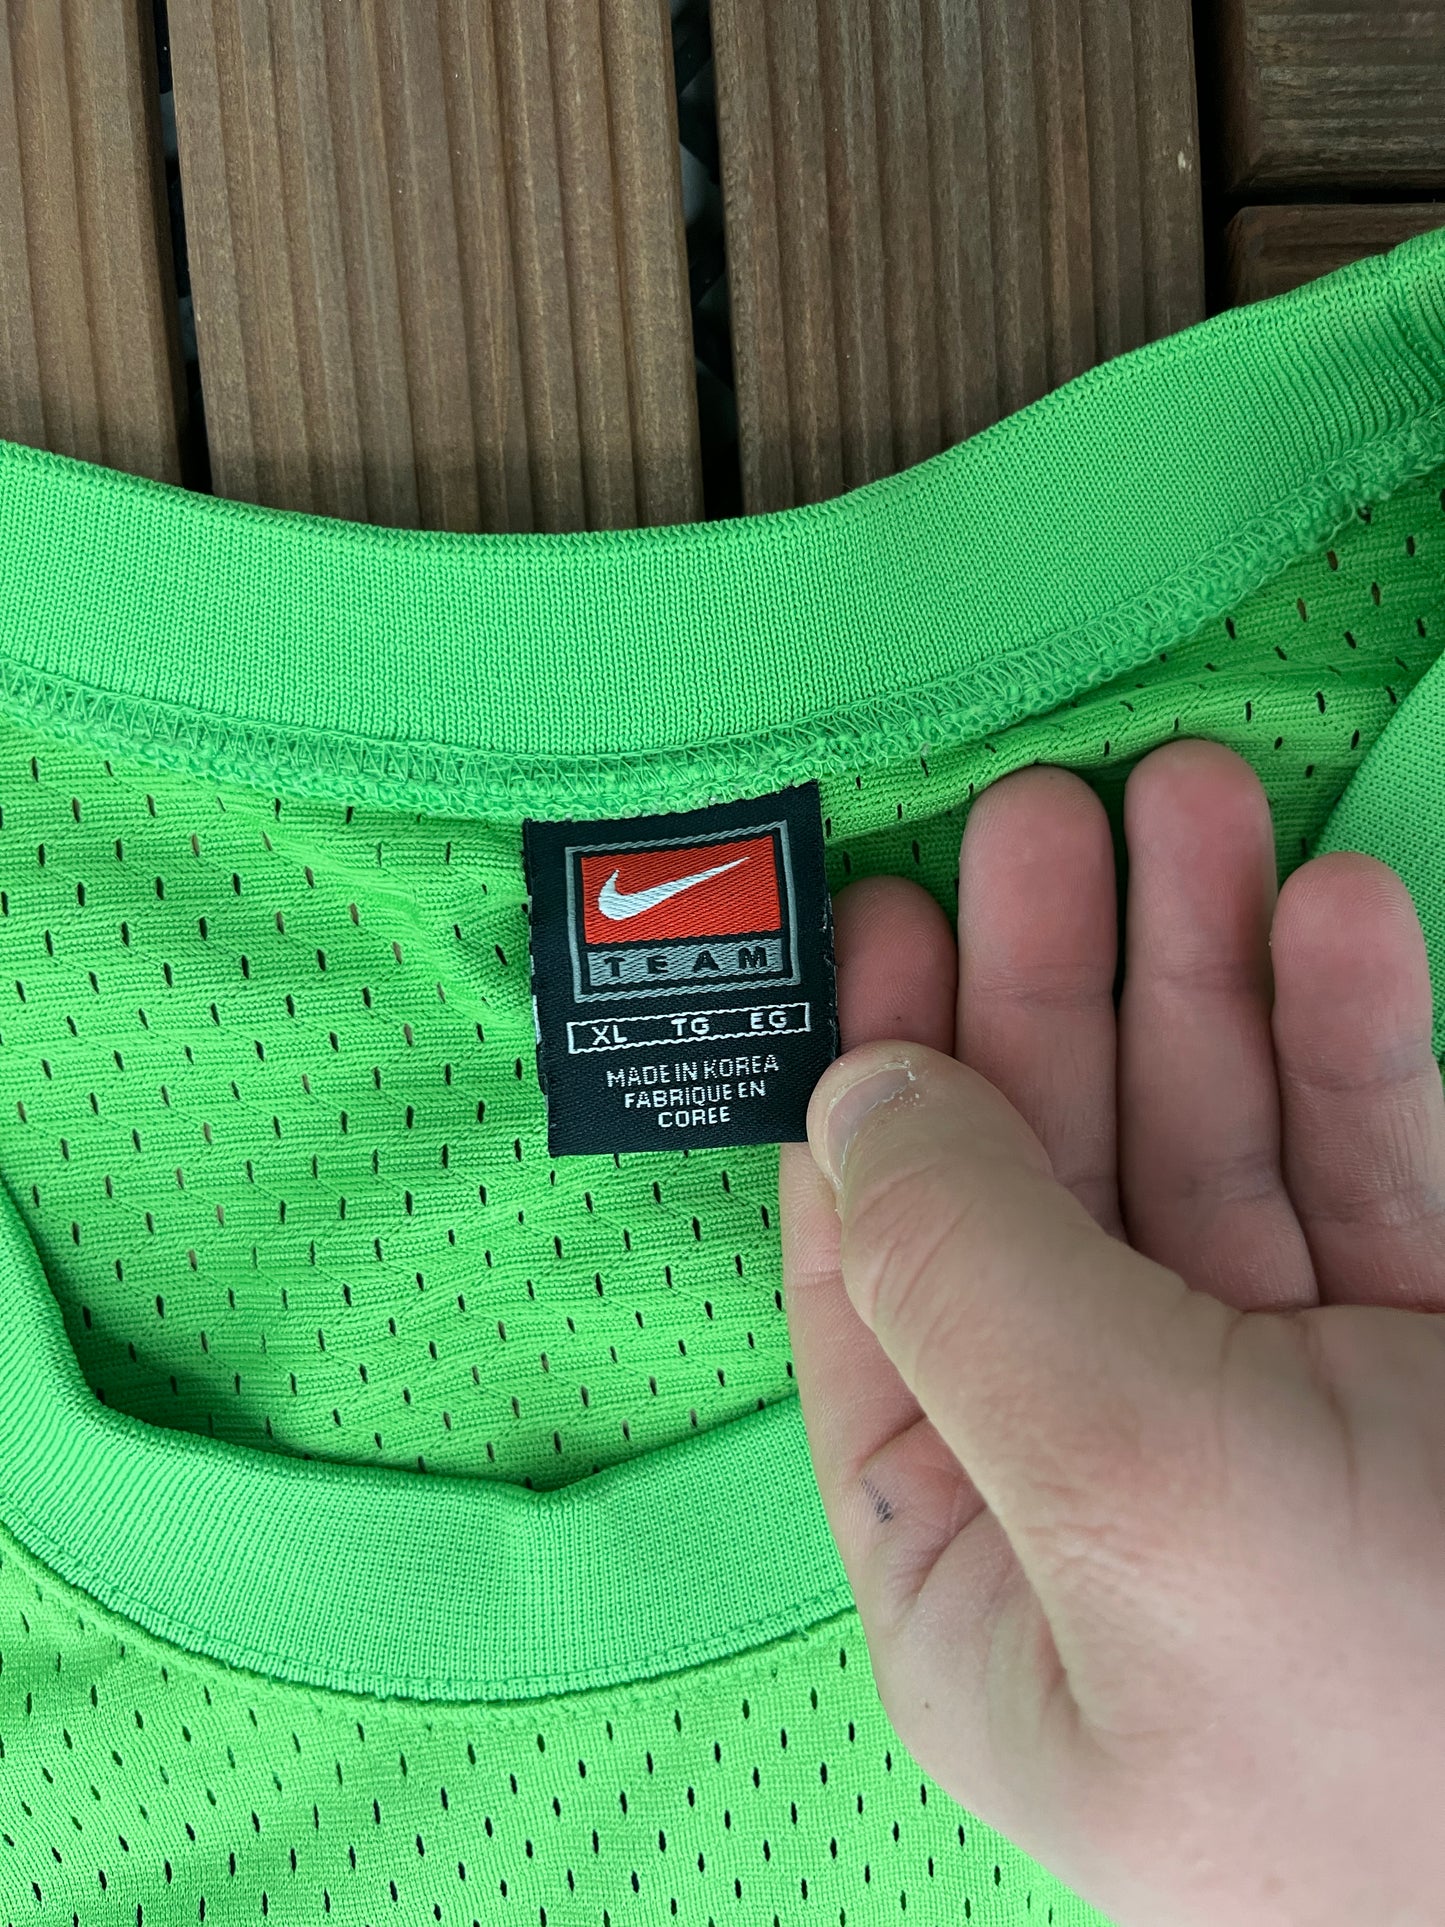 TEAM
XL TG EG
MADE IN KOREA
FABRIQUE EN
COREE